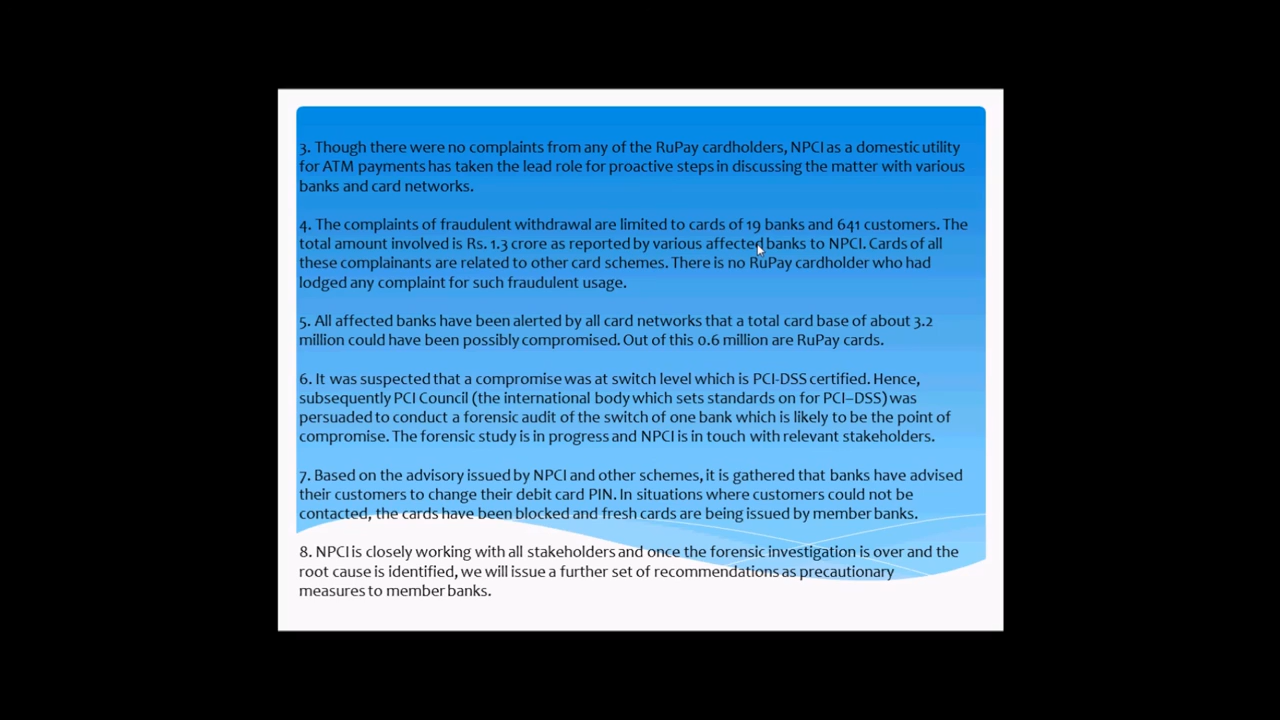 3. Though there were no complaints from any of the RuPay cardholders, NPCI as a domestic utility
for ATM payments has taken the lead role for proactive steps in discussing the matter with various
banks and card networks.
4. The complaints of fraudulent withdrawal are limited to cards of 19 banks and 641 customers. The
total amount involved is Rs. 1.3 crore as reported by various affected banks to NPCI. Cards of all
these complainants are related to other card schemes. There is no RuPay cardholder who had
lodged any complaint for such fraudulent usage.
5. All affected banks have been alerted by all card networks that a total card base of about 3.2
million could have been possibly compromised. Out of this 0.6 million are RuPay cards.
6. It was suspected that a compromise was at switch level which is PCI-DSS certified. Hence,
subsequently PCI Council (the international body which sets standards on for PCI–DSS) was
persuaded to conduct a forensic audit of the switch of one bank which is likely to be the point of
compromise. The forensic study is in progress and NPCI is in touch with relevant stakeholders.
7. Based on the advisory issued by NPCI and other schemes, it is gathered that banks have advised
their customers to change their debit card PIN. In situations where customers could not be
contacted, the cards have been blocked and fresh cards are being issued by member banks.
8. NPCI is closely working with all stakeholders and once the forensic investigation is over and the
root cause is identified, we will issue a further set of recommendations as precautionary
measures to member banks.